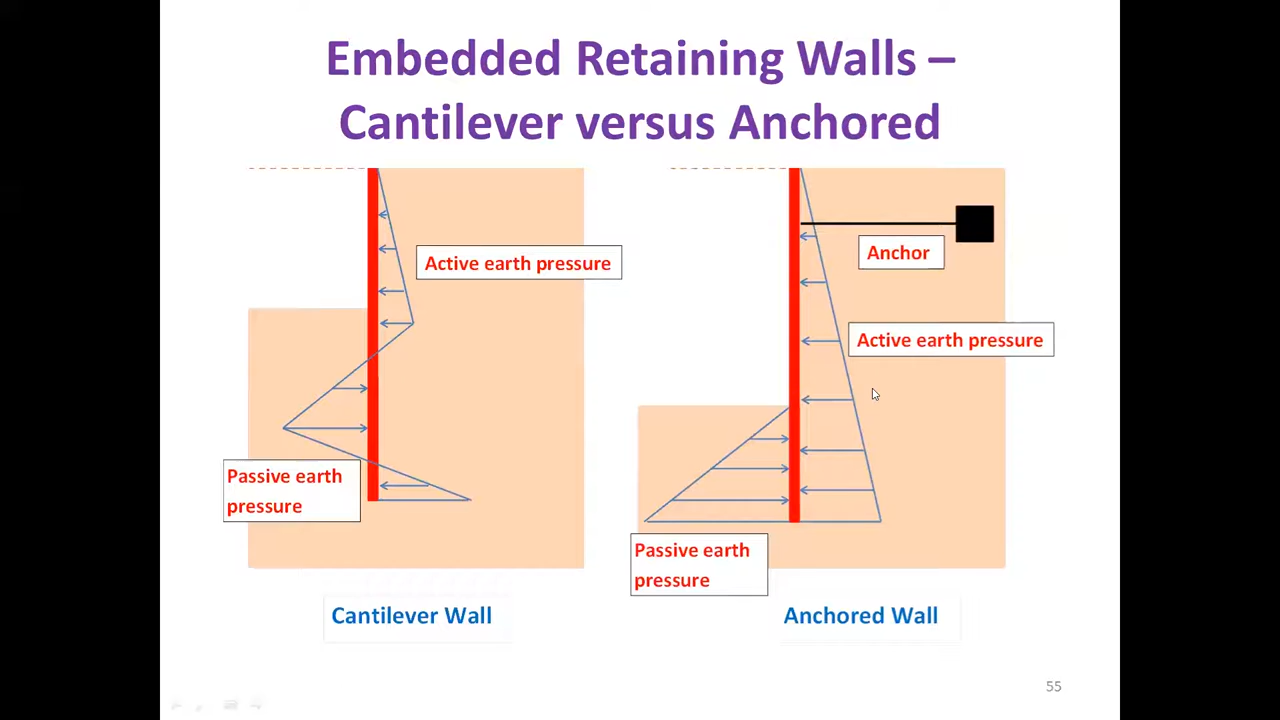 Embedded Retaining Walls –
Cantilever versus Anchored
Active earth pressure
Passive earth
pressure
Cantilever Wall
Anchor
Active earth pressure
Passive earth
pressure
Anchored Wall
55